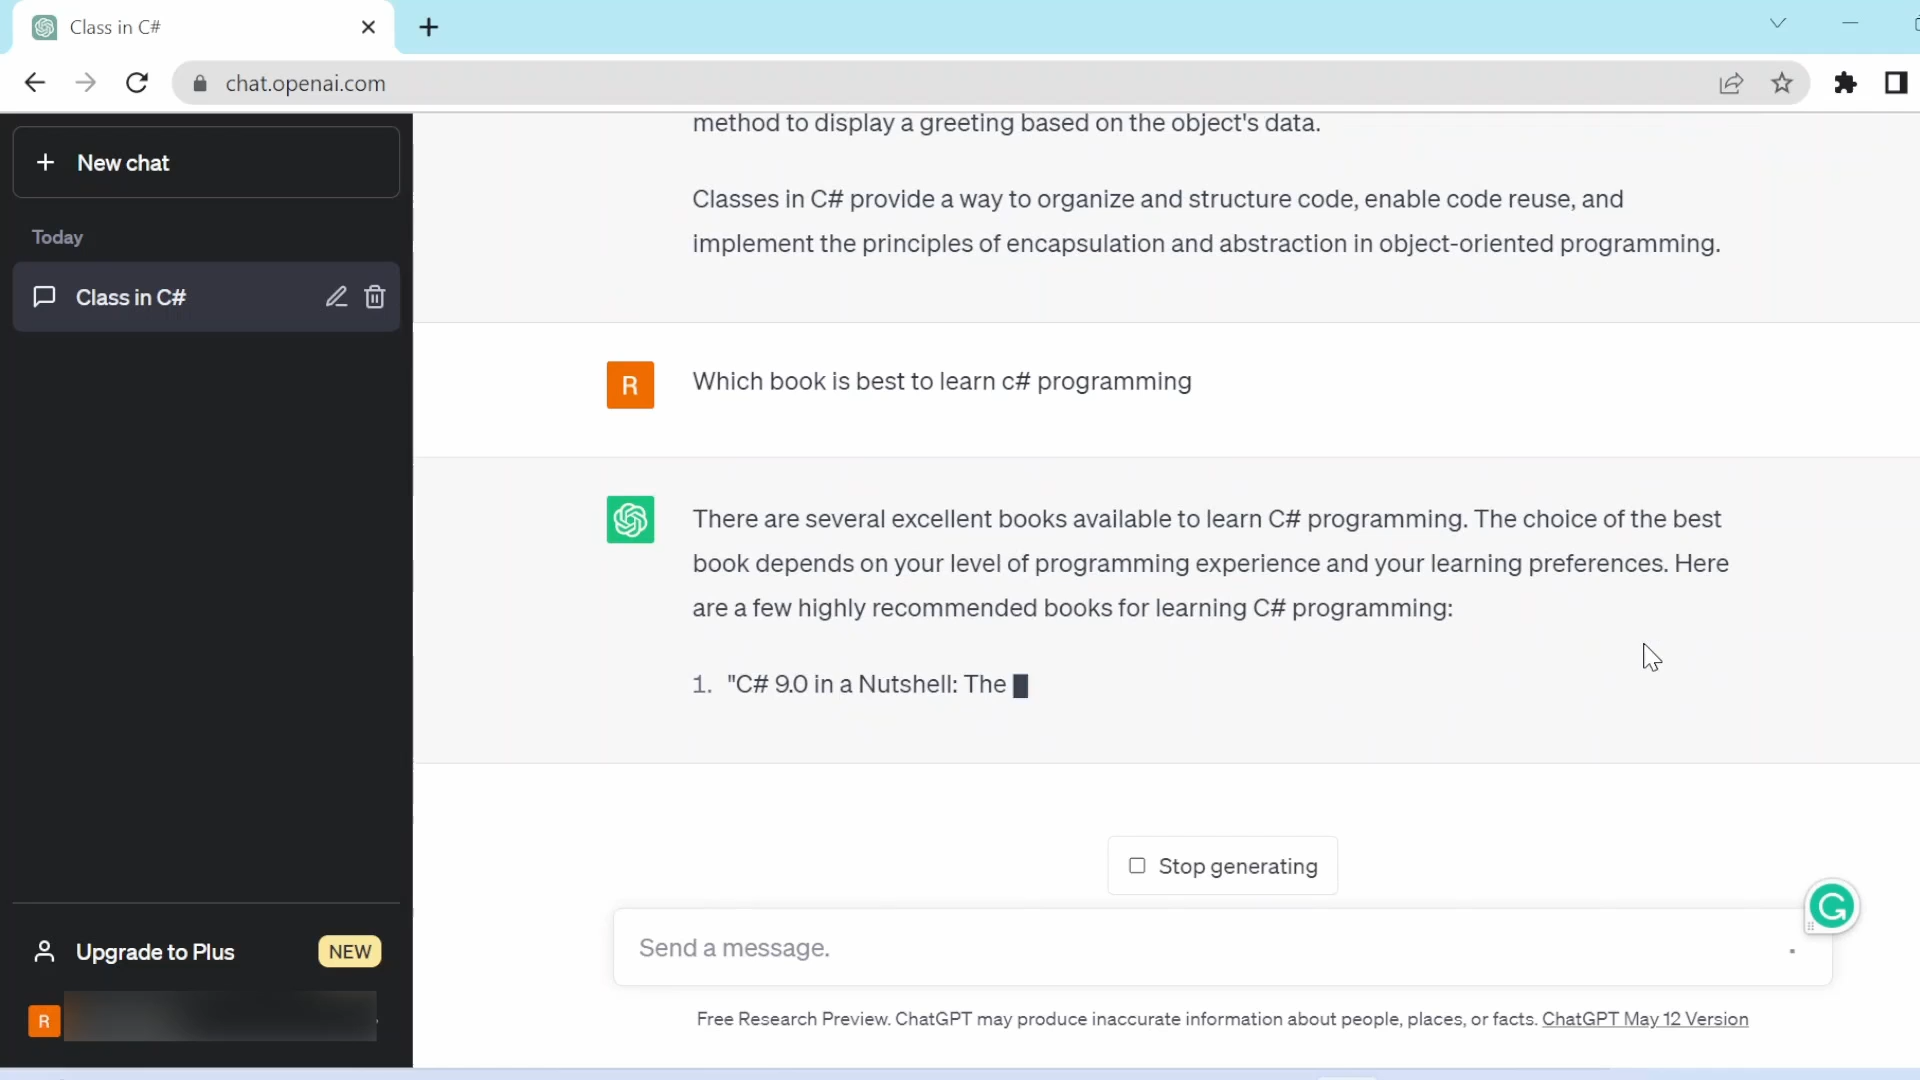 Class in C#
chat.openai.com
New chat
Today
Class in C#
Upgrade to Plus NEW
R
method to display a greeting based on the object's data.
Classes in C# provide a way to organize and structure code, enable code reuse, and
implement the principles of encapsulation and abstraction in object-oriented programming.
R Which book is best to learn c# programming
There are several excellent books available to learn C# programming. The choice of the best
book depends on your level of programming experience and your learning preferences. Here
are a few highly recommended books for learning C# programming:
1. "C# 9.0 in a Nutshell: The
Stop generating
Send a message.
Free Research Preview. ChatGPT may produce inaccurate information about people, places, or facts. ChatGPT May 12 Version